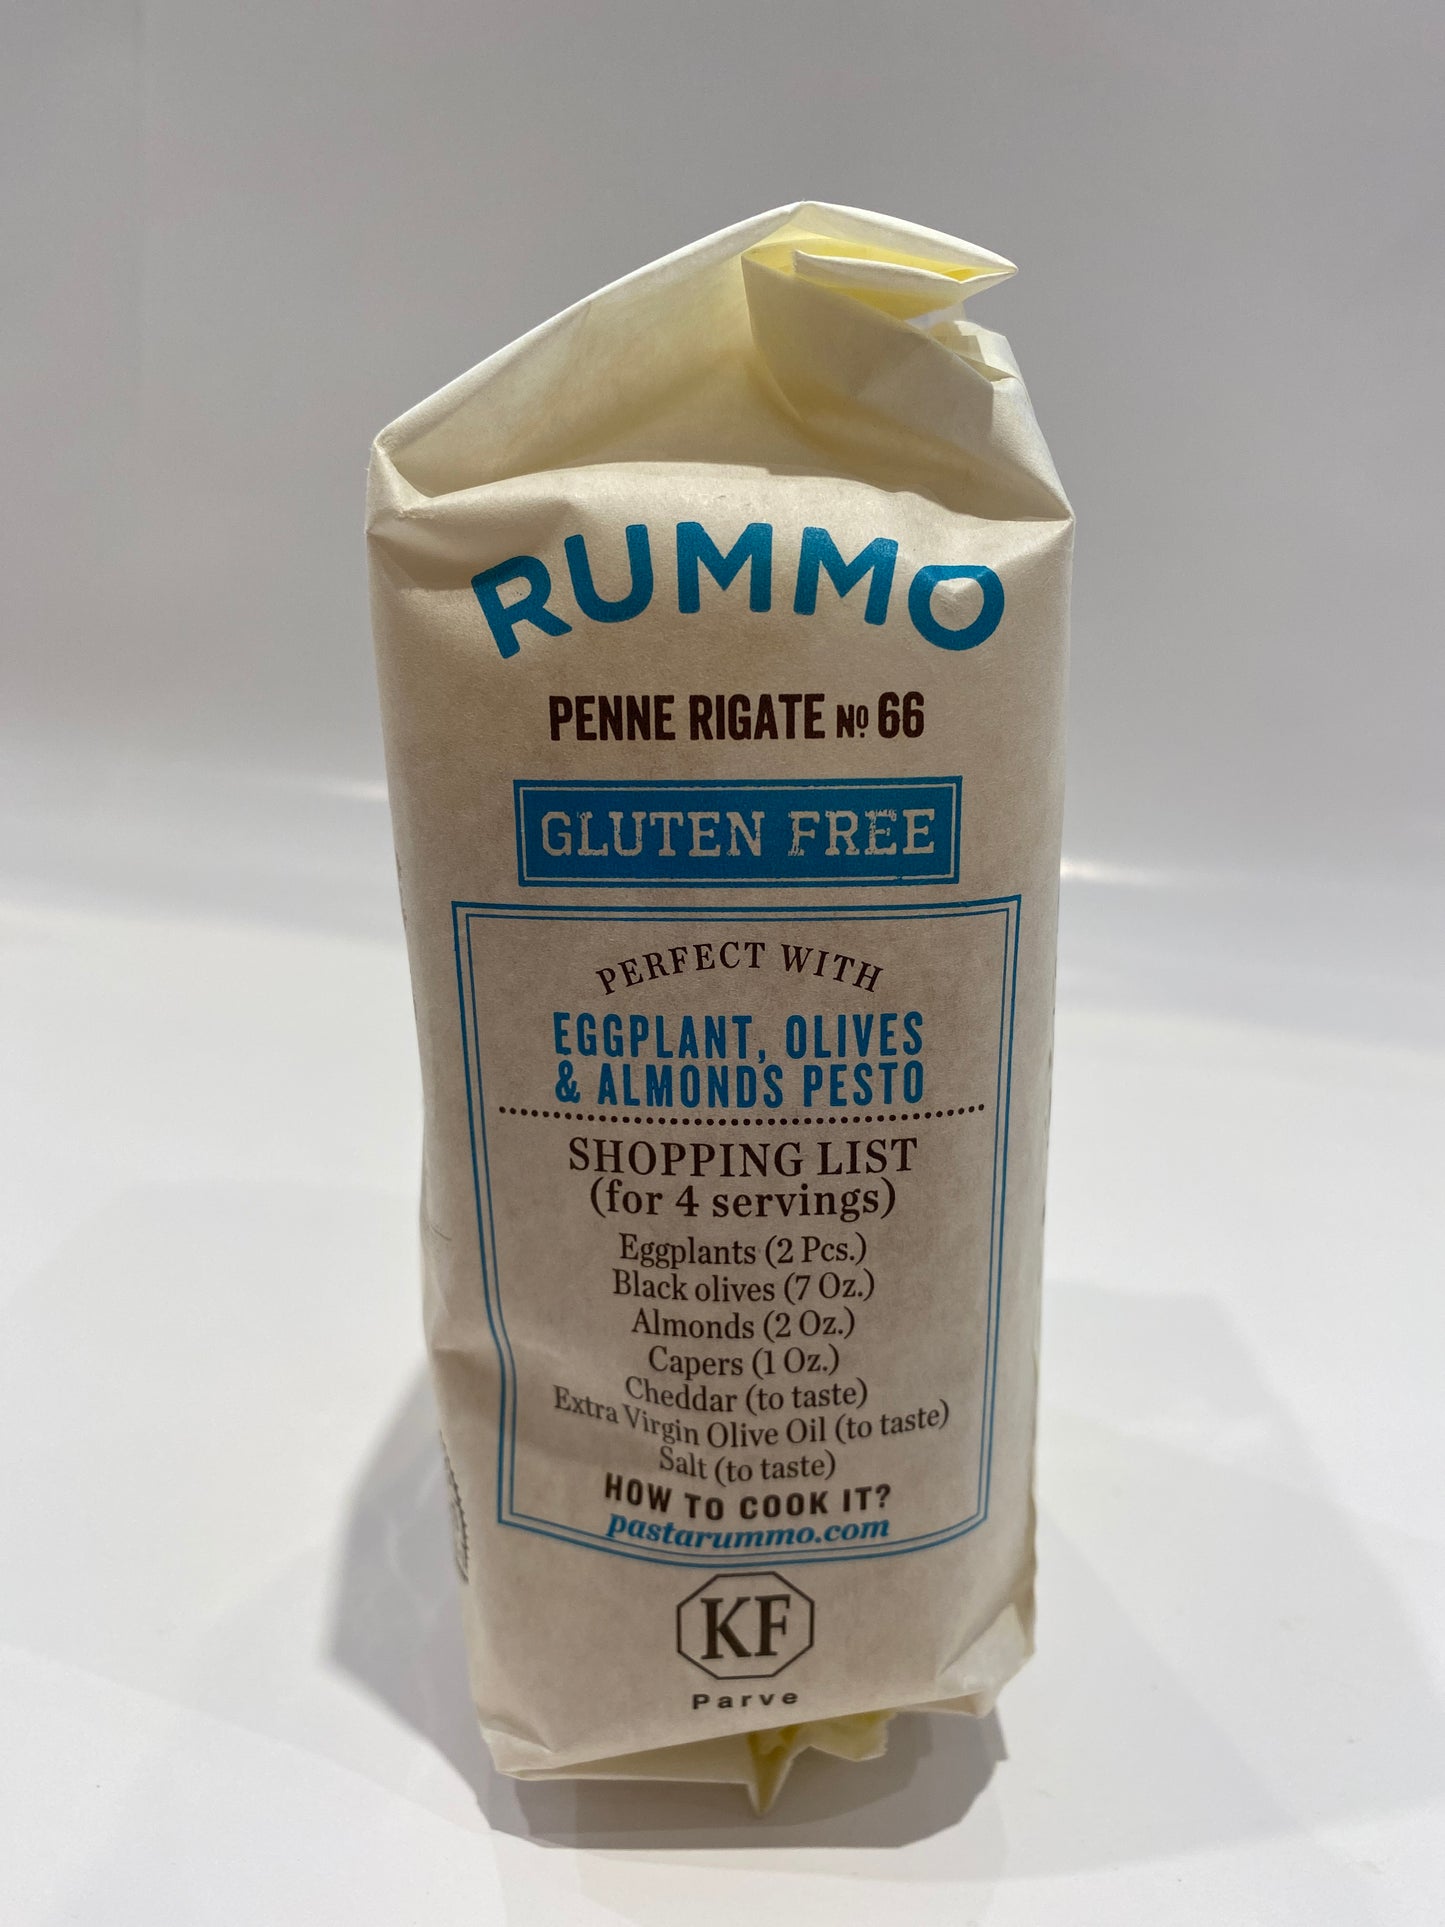 RUMMO
PENNE RIGATE Nº 66
GLUTEN FREE
PERFECT WITH
EGGPLANT, OLIVES
& ALMONDS PESTO
SHOPPING LIST
(for 4 servings)
Eggplants (2 Pcs.)
Black olives (7 Oz.)
Almonds (2 Oz.)
Capers (1 Oz.)
Cheddar (to taste)
Extra Virgin Olive Oil (to taste)
Salt (to taste)
HOW TO COOK IT?
pastarummo.com
KF
Parve